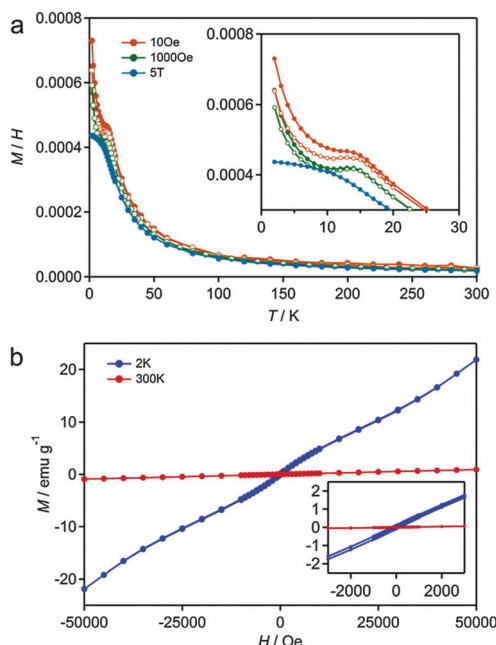 a
0.0008
0.0006
0.0004
0.0002
0.0000
M / H
10Oe
1000Oe
5T
0.0008
0.0006
0.0004
0 10 20 30
0 50 100 150 200 250 300
T / K
b
20
10
0
-10
-20
M / emu g-1
2K
300K
2
1
0
-1
-2
-2000 0 2000
-50000 -25000 0 25000 50000
H / Oe